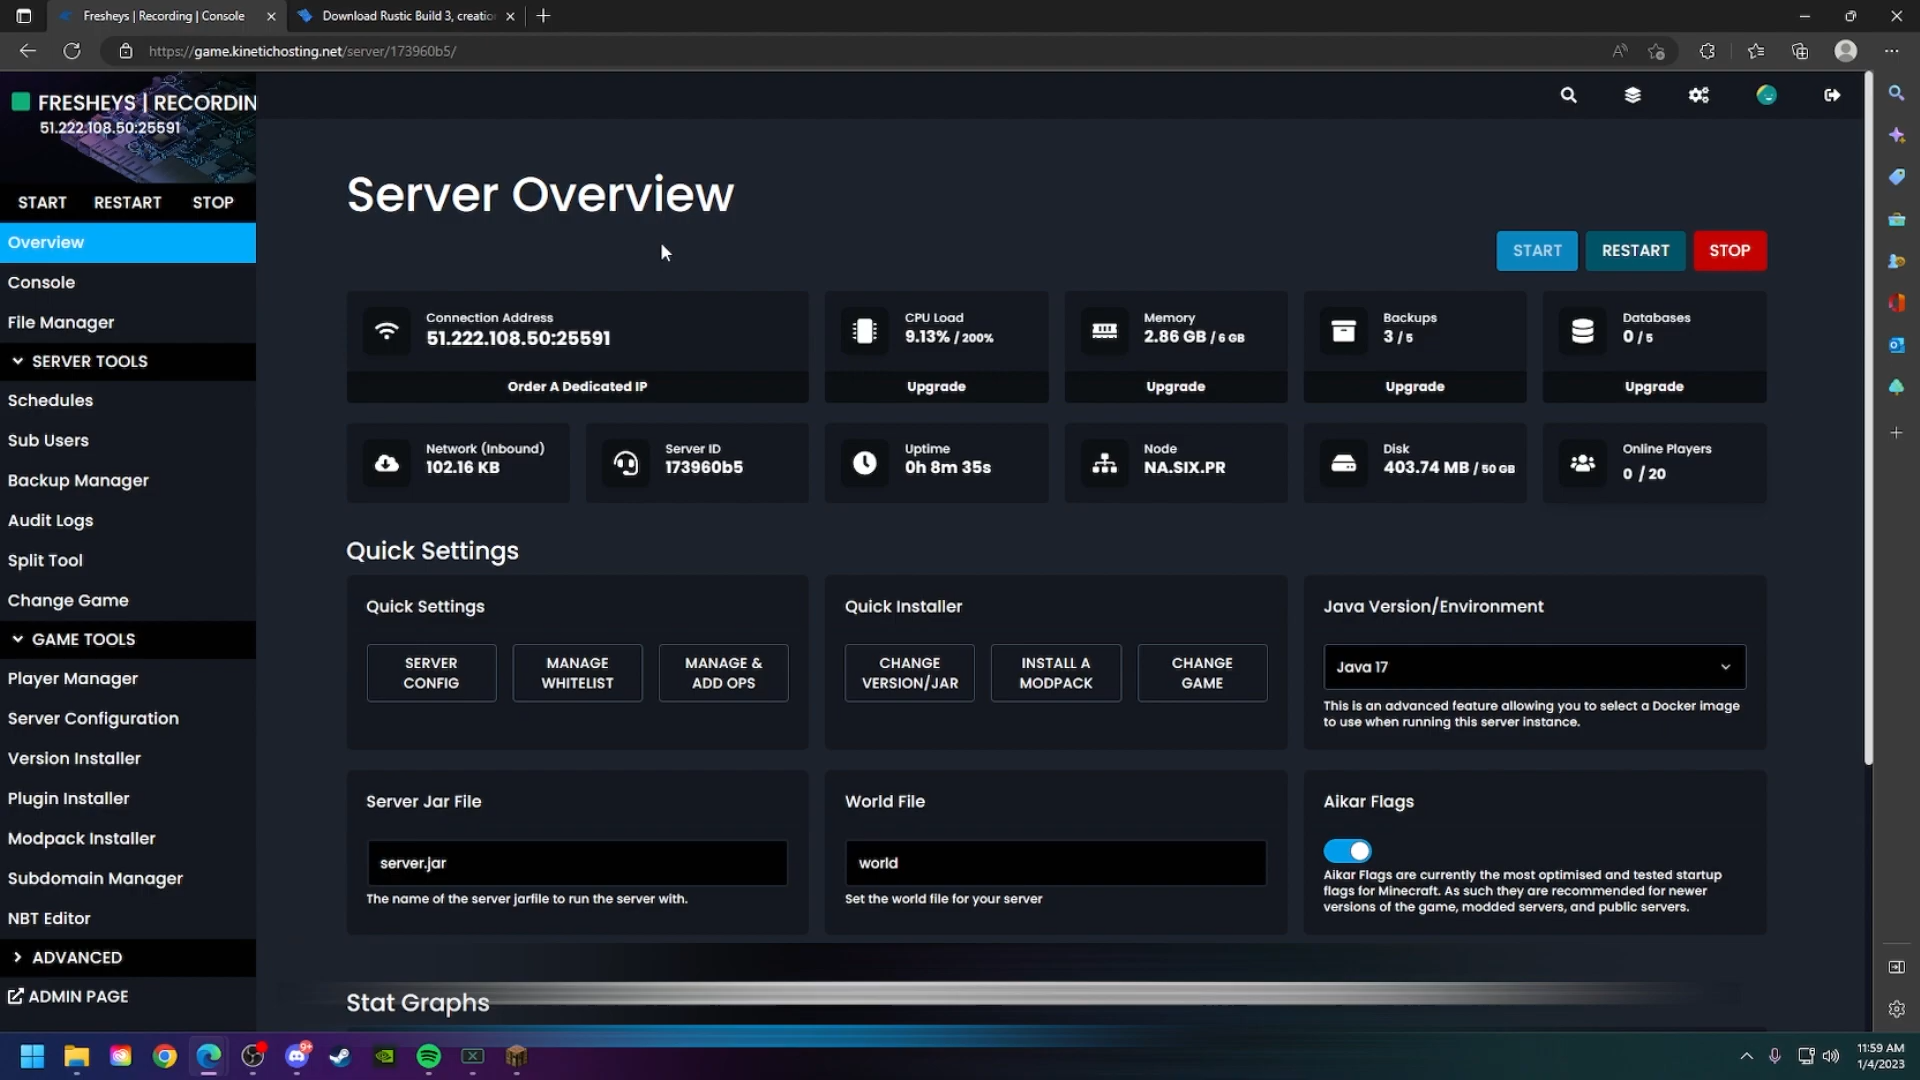 Fresheys | Recording | Console
Download Rustic Build 3, creatio
https://game.kinetichosting.net/server/173960b5/
FRESHEYS | RECORDIN
51.222.108.50:25591
START RESTART STOP
Overview
Console
File Manager
SERVER TOOLS
Schedules
Sub Users
Backup Manager
Audit Logs
Split Tool
Change Game
GAME TOOLS
Player Manager
Server Configuration
Version Installer
Plugin Installer
Modpack Installer
Subdomain Manager
NBT Editor
ADVANCED
ADMIN PAGE
Server Overview
START RESTART STOP
Connection Address
51.222.108.50:25591
Order A Dedicated IP
CPU Load
9.13% / 200%
Upgrade
Memory
2.86 GB / 6 GB
Upgrade
Backups
3 / 5
Upgrade
Databases
0 / 5
Upgrade
Network (Inbound)
102.16 KB
Server ID
173960b5
Uptime
0h 8m 35s
Node
NA.SIX.PR
Disk
403.74 MB / 50 GB
Online Players
0 / 20
Quick Settings
Quick Settings
SERVER
CONFIG
MANAGE
WHITELIST
MANAGE &
ADD OPS
Quick Installer
CHANGE
VERSION/JAR
INSTALL A
MODPACK
CHANGE
GAME
Java Version/Environment
Java 17
This is an advanced feature allowing you to select a Docker image
to use when running this server instance.
Server Jar File
server.jar
The name of the server jarfile to run the server with.
World File
world
Set the world file for your server
Aikar Flags
Aikar Flags are currently the most optimised and tested startup
flags for Minecraft. As such they are recommended for newer
versions of the game, modded servers, and public servers.
Stat Graphs
9+
11:59 AM
1/4/2023